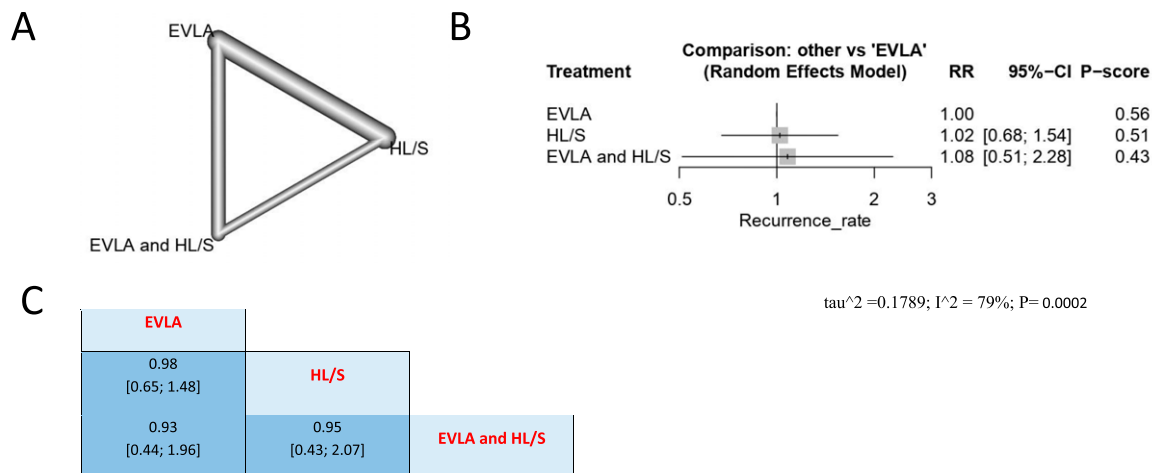 A
EVLA
HL/S
EVLA and HL/S
B
Comparison: other vs 'EVLA'
Treatment (Random Effects Model) RR 95%−CI P−score
EVLA 1.00 0.56
HL/S 1.02 [0.68; 1.54] 0.51
EVLA and HL/S 1.08 [0.51; 2.28] 0.43
0.5 1 2 3
Recurrence_rate
tau^2 =0.1789; I^2 = 79%; P= 0.0002
C
EVLA
0.98
[0.65; 1.48]
HL/S
0.93
[0.44; 1.96]
0.95
[0.43; 2.07]
EVLA and HL/S